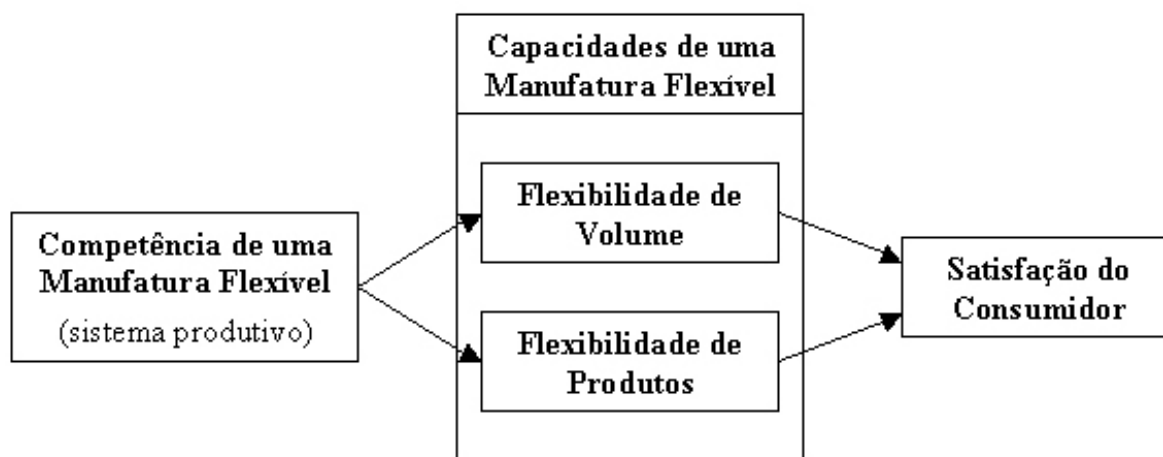 Capacidades de uma
Manufatura Flexível
Flexibilidade de
Volume
Competência de uma
Manufatura Flexível
(sistema produtivo)
Satisfação do
Consumidor
Flexibilidade de
Produtos